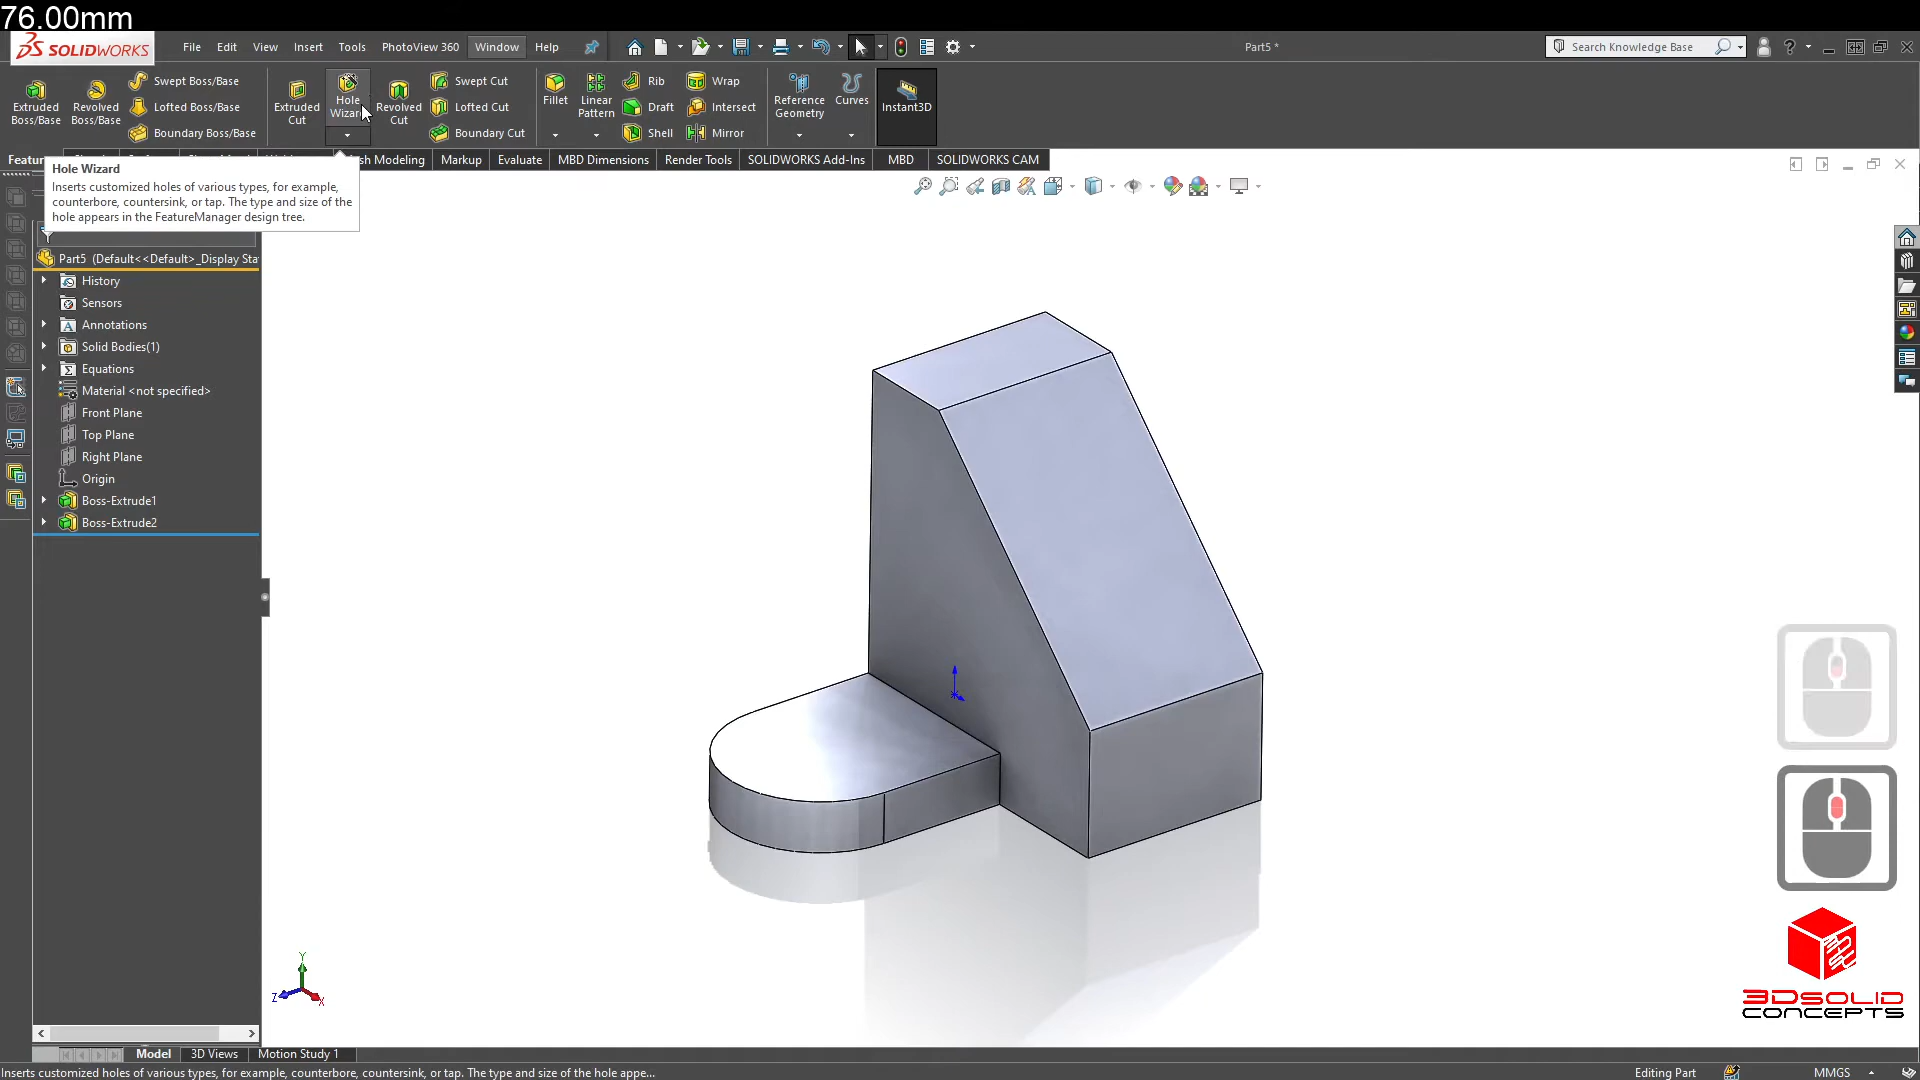 76.00mm
SOLIDWORKS
File Edit View Insert Tools PhotoView 360 Window Help
Part5 *
Search Knowledge Base
Extruded Boss/Base
Revolved Boss/Base
Swept Boss/Base
Lofted Boss/Base
Boundary Boss/Base
Extruded Cut
Hole Wizard
Revolved Cut
Swept Cut
Lofted Cut
Boundary Cut
Fillet
Linear Pattern
Rib
Draft
Shell
Wrap
Intersect
Mirror
Reference Geometry
Curves
Instant3D
Mesh Modeling Markup Evaluate MBD Dimensions Render Tools SOLIDWORKS Add-Ins MBD SOLIDWORKS CAM
Hole Wizard
Inserts customized holes of various types, for example,
counterbore, countersink, or tap. The type and size of the
hole appears in the FeatureManager design tree.
Part5 (Default<<Default>_Display Sta
History
Sensors
Annotations
Solid Bodies(1)
Equations
Material <not specified>
Front Plane
Top Plane
Right Plane
Origin
Boss-Extrude1
Boss-Extrude2
Y
Z
X
3DSOLID
CONCEPTS
Model 3D Views Motion Study 1
Inserts customized holes of various types, for example, counterbore, countersink, or tap. The type and size of the hole appe...
Editing Part
MMGS